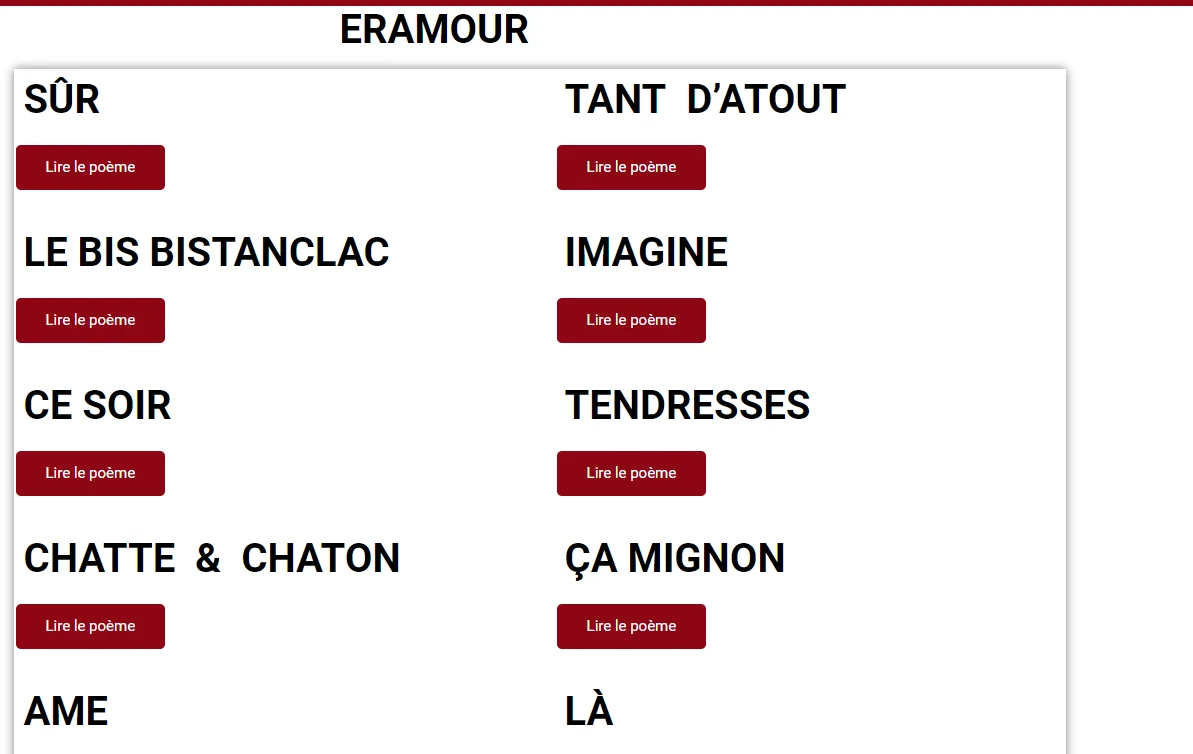 ERAMOUR
SÛR
TANT D’ATOUT
Lire le poème
Lire le poème
LE BIS BISTANCLAC
IMAGINE
Lire le poème
Lire le poème
CE SOIR
TENDRESSES
Lire le poème
Lire le poème
CHATTE & CHATON
ÇA MIGNON
Lire le poème
Lire le poème
AME
LÀ